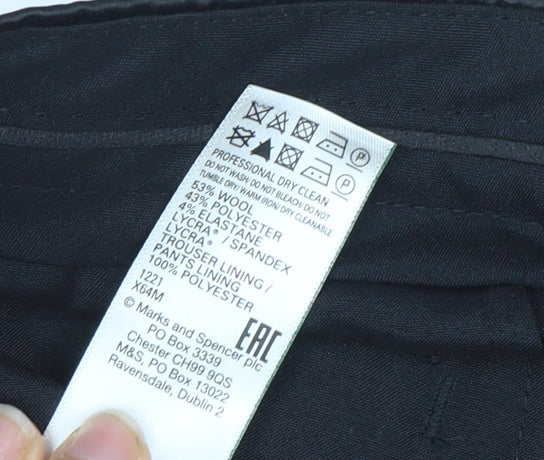 PROFESSIONAL DRY CLEAN
DO NOT WASH/DO NOT BLEACH/DO NOT
TUMBLE DRY/WARM IRON/DRY CLEANABLE
53% WOOL
43% POLYESTER
4% ELASTANE
LYCRA® / SPANDEX
LYCRA®
TROUSER LINING /
PANTS LINING
100% POLYESTER
1221
X64M
EAC
© Marks and Spencer plc
PO Box 3339
Chester CH99 9QS
M&S, PO Box 13022
Ravensdale, Dublin 2